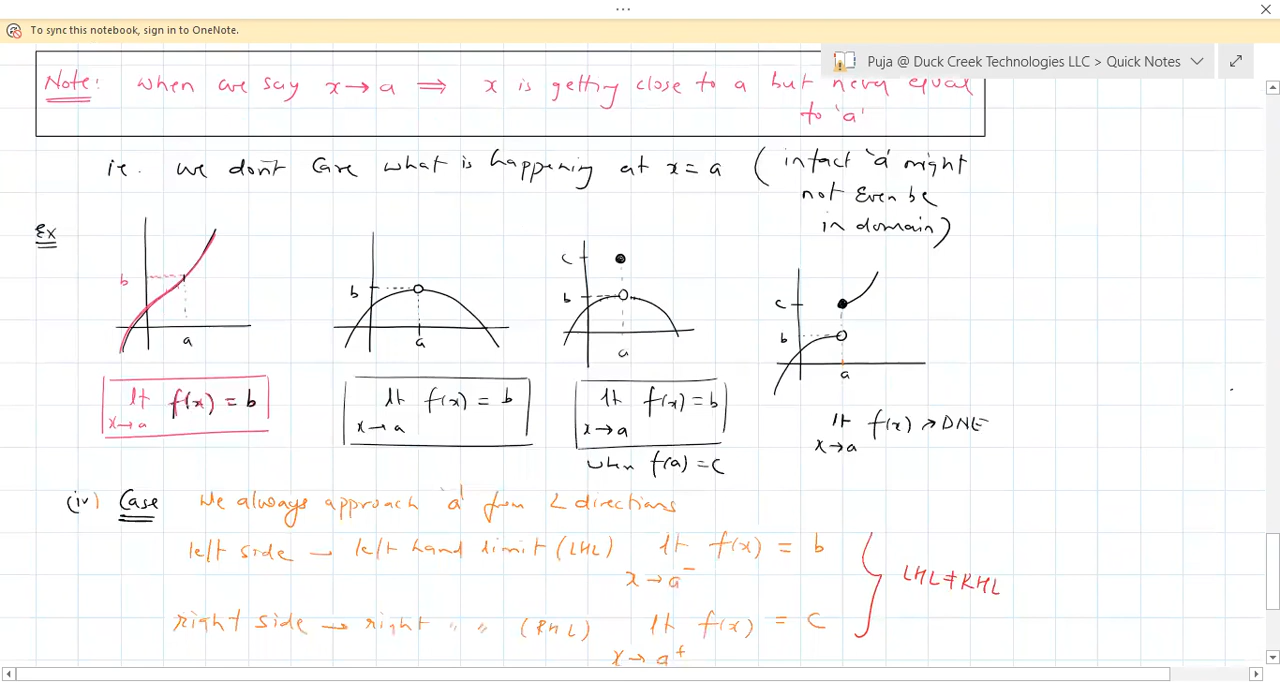 To sync this notebook, sign in to OneNote.
Puja @ Duck Creek Technologies LLC > Quick Notes
Note: when we say x→a ⟹ x is getting close to a but never equal
to 'a'
ie. we don't care what is happening at x=a (infact 'a' might
not even be
in domain)
Ex
b
a
b
a
c
b
a
c
b
a
lt f(x) = b
x→a
lt f(x) = b
x→a
lt f(x) = b
x→a
when f(a) = c
lt f(x) → DNE
x→a
(iv) Case We always approach 'a' from 2 directions
left side → left hand limit (LHL) lt f(x) = b
x→a⁻
LHL≠RHL
right side → right " " (RHL) lt f(x) = c
x→a⁺